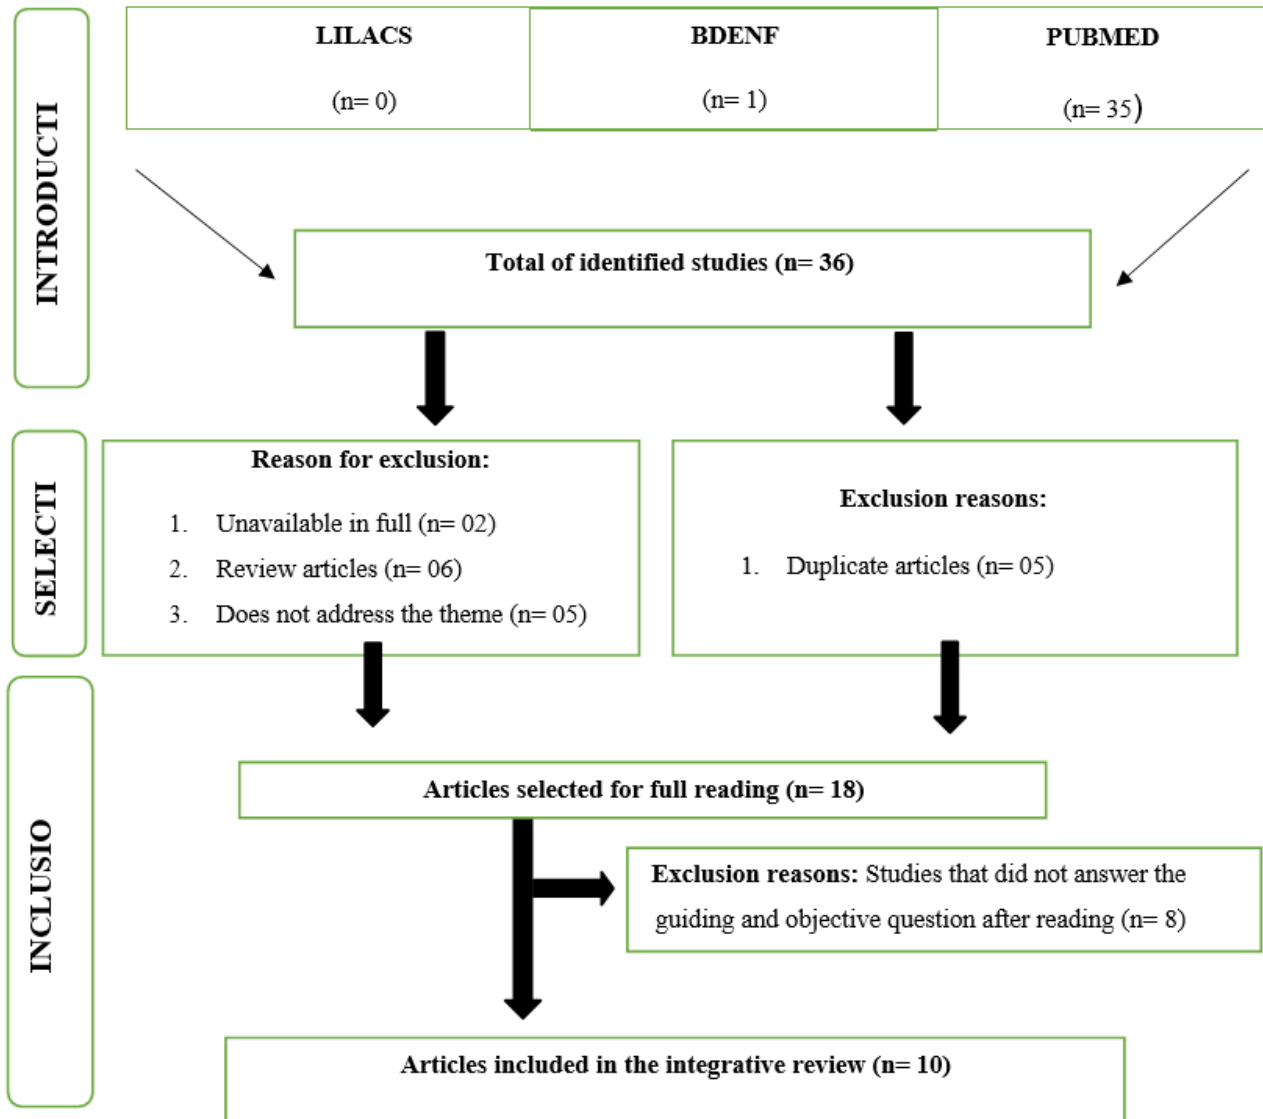 INTRODUCTI
LILACS
(n= 0)
BDENF
(n= 1)
PUBMED
(n= 35)
Total of identified studies (n= 36)
SELECTI
Reason for exclusion:
1. Unavailable in full (n= 02)
2. Review articles (n= 06)
3. Does not address the theme (n= 05)
Exclusion reasons:
1. Duplicate articles (n= 05)
INCLUSIO
Articles selected for full reading (n= 18)
Exclusion reasons: Studies that did not answer the
guiding and objective question after reading (n= 8)
Articles included in the integrative review (n= 10)